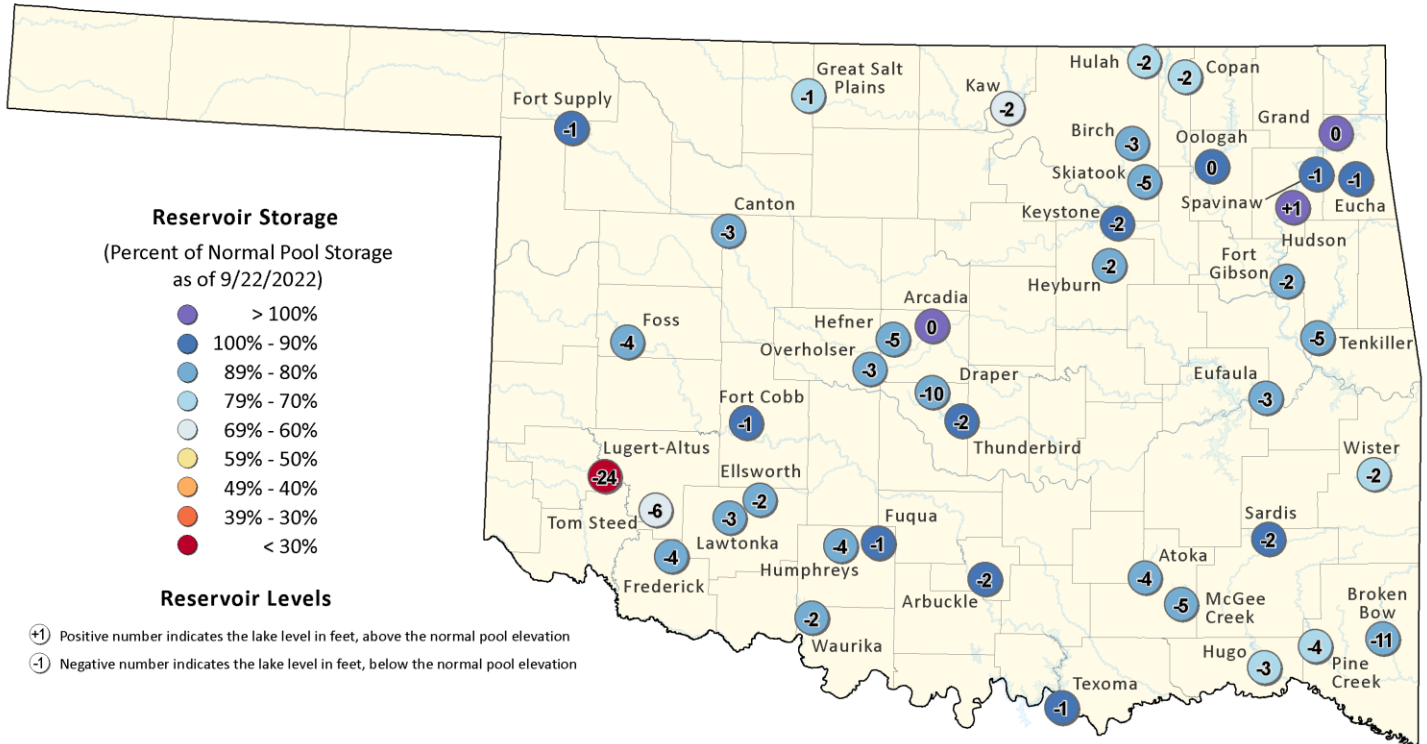 Hulah
-2
Copan
-2
Great Salt
Plains
-1
Kaw
-2
Fort Supply
-1
Grand
0
Birch
-3
Oologah
0
Skiatook
-5
Spavinaw
-1
-1
Eucha
+1
Hudson
Keystone
-2
Canton
-3
Heyburn
-2
Fort
Gibson
-2
Reservoir Storage
(Percent of Normal Pool Storage
as of 9/22/2022)
> 100%
100% - 90%
89% - 80%
79% - 70%
69% - 60%
59% - 50%
49% - 40%
39% - 30%
< 30%
Arcadia
0
Hefner
-5
Overholser
-3
Foss
-4
Tenkiller
-5
Draper
-10
Eufaula
-3
Fort Cobb
-1
Thunderbird
-2
Lugert-Altus
-24
Ellsworth
-2
Wister
-2
Tom Steed
-6
Lawtonka
-3
Fuqua
-1
Humphreys
-4
Sardis
-2
Frederick
-4
Arbuckle
-2
Atoka
-4
McGee
Creek
-5
Broken
Bow
-11
Waurika
-2
Hugo
-3
Pine
Creek
-4
Texoma
-1
Reservoir Levels
+1 Positive number indicates the lake level in feet, above the normal pool elevation
-1 Negative number indicates the lake level in feet, below the normal pool elevation